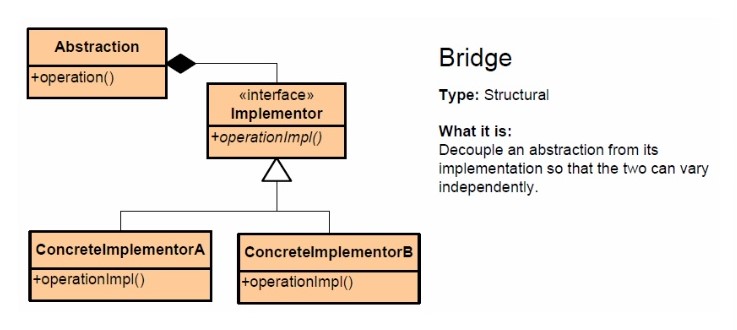 Abstraction
+operation()
«interface»
Implementor
+operationImpl()
ConcreteImplementorA
+operationImpl()
ConcreteImplementorB
+operationImpl()
Bridge
Type: Structural
What it is:
Decouple an abstraction from its
implementation so that the two can vary
independently.